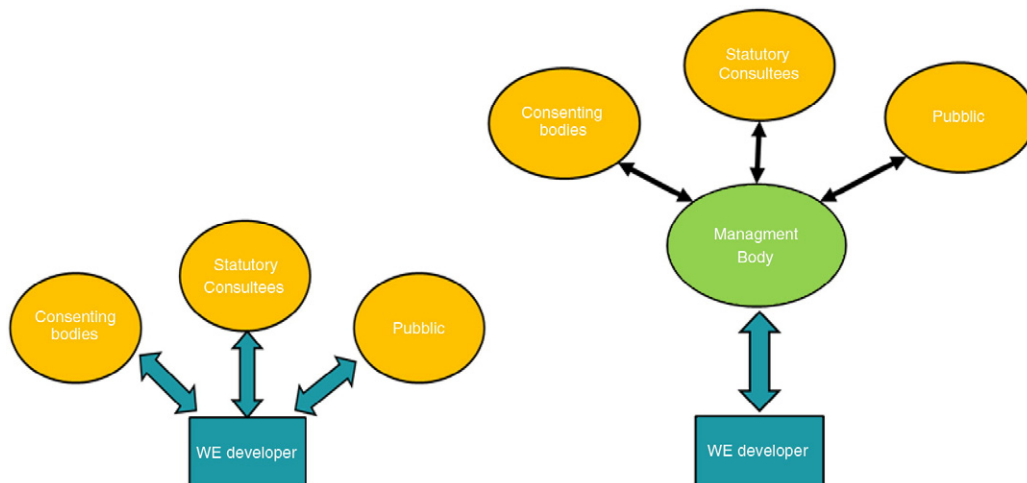 Statutory
Consultees
Consenting
bodies
Pubblic
Managment
Body
WE developer
Statutory
Consultees
Consenting
bodies
Pubblic
WE developer